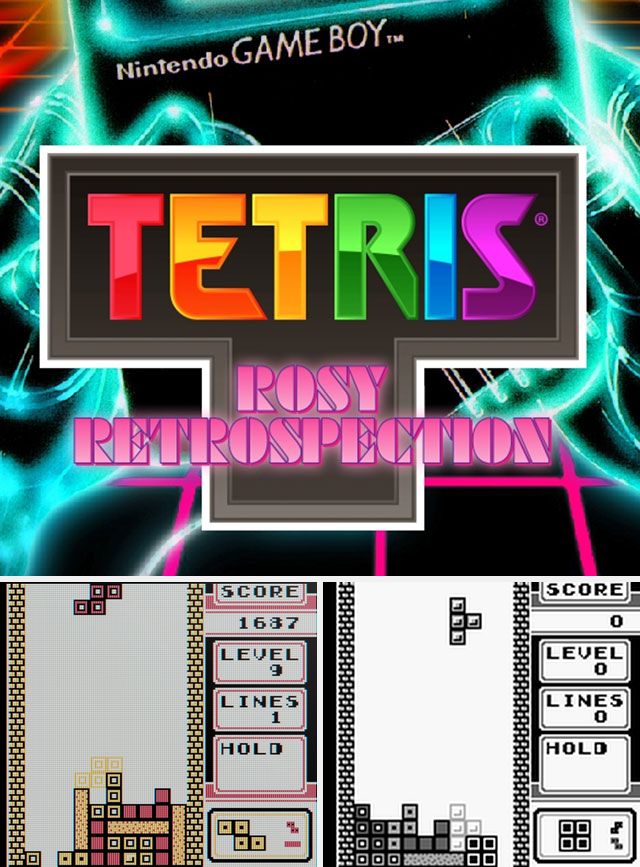 Nintendo GAME BOY™
TETRIS®
ROSY
RETROSPECTION
SCORE
1687
LEVEL
9
LINES
1
HOLD
SCORE
0
LEVEL
0
LINES
0
HOLD